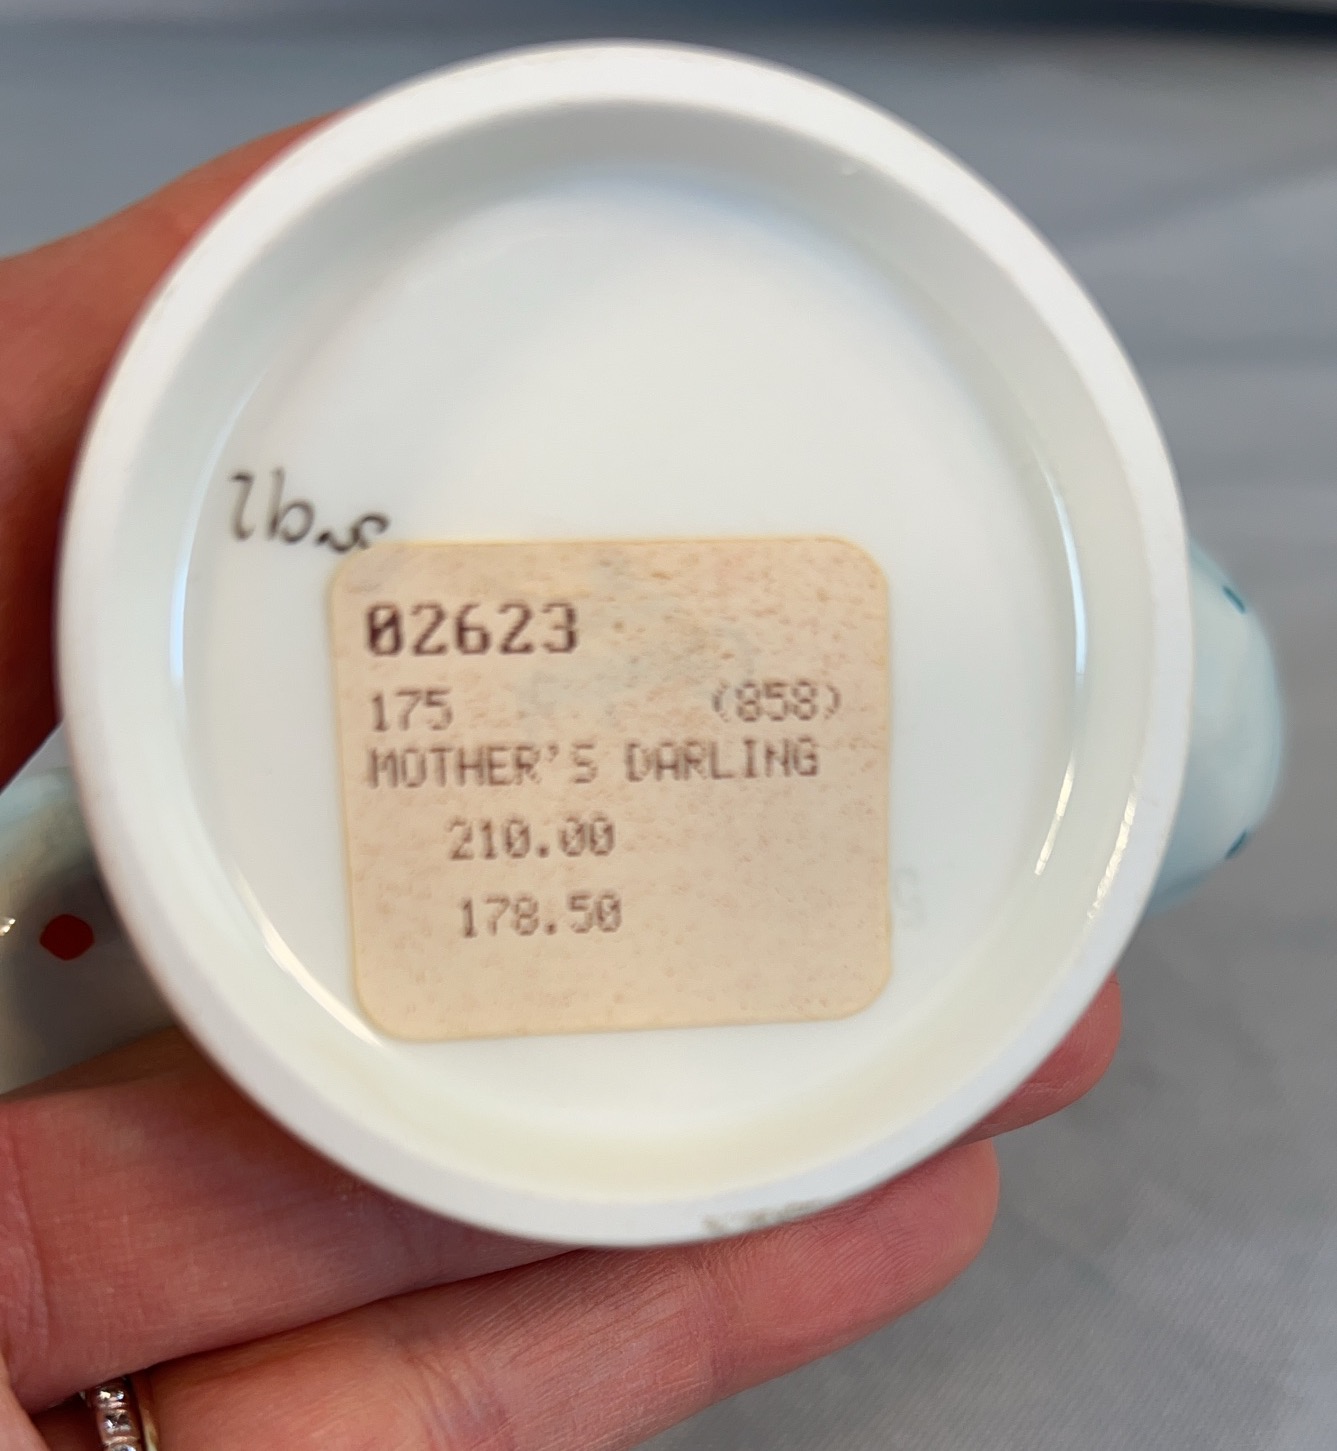 02623
175 (858)
MOTHER'S DARLING
210.00
178.50